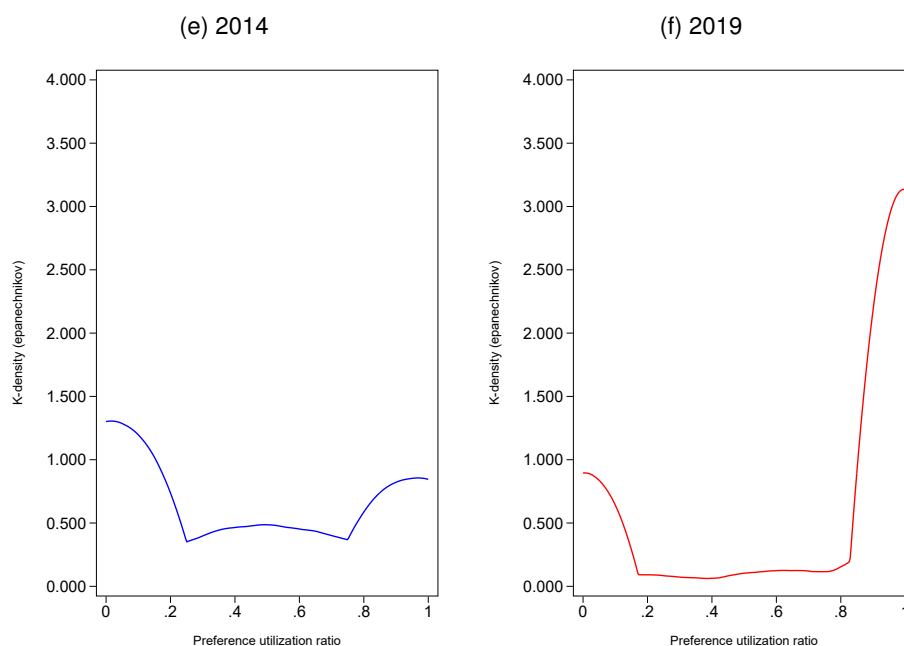 (e) 2014
4.000
3.500
3.000
2.500
2.000
1.500
1.000
0.500
0.000
K-density (epanechnikov)
0 .2 .4 .6 .8 1
Preference utilization ratio
(f) 2019
4.000
3.500
3.000
2.500
2.000
1.500
1.000
0.500
0.000
K-density (epanechnikov)
0 .2 .4 .6 .8 1
Preference utilization ratio